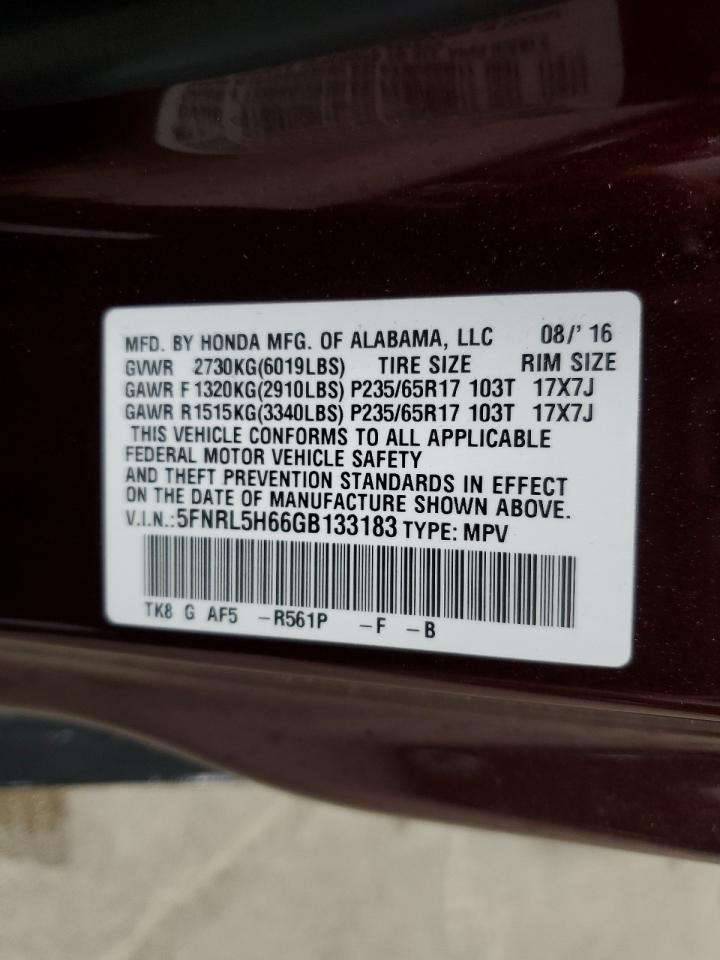 MFD. BY HONDA MFG. OF ALABAMA, LLC 08/' 16
GVWR 2730KG(6019LBS) TIRE SIZE RIM SIZE
GAWR F 1320KG(2910LBS) P235/65R17 103T 17X7J
GAWR R1515KG(3340LBS) P235/65R17 103T 17X7J
THIS VEHICLE CONFORMS TO ALL APPLICABLE
FEDERAL MOTOR VEHICLE SAFETY
AND THEFT PREVENTION STANDARDS IN EFFECT
ON THE DATE OF MANUFACTURE SHOWN ABOVE.
V.I.N.:5FNRL5H66GB133183 TYPE: MPV
TK8 G AF5 -R561P -F -B